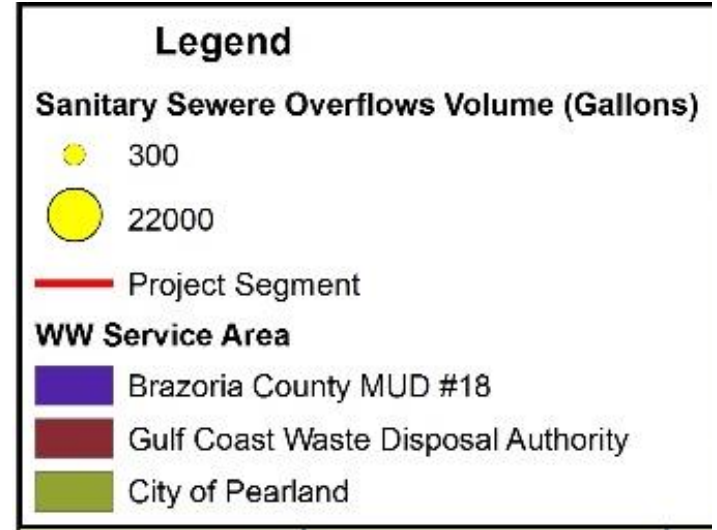 Legend
Sanitary Sewere Overflows Volume (Gallons)
300
22000
Project Segment
WW Service Area
Brazoria County MUD #18
Gulf Coast Waste Disposal Authority
City of Pearland